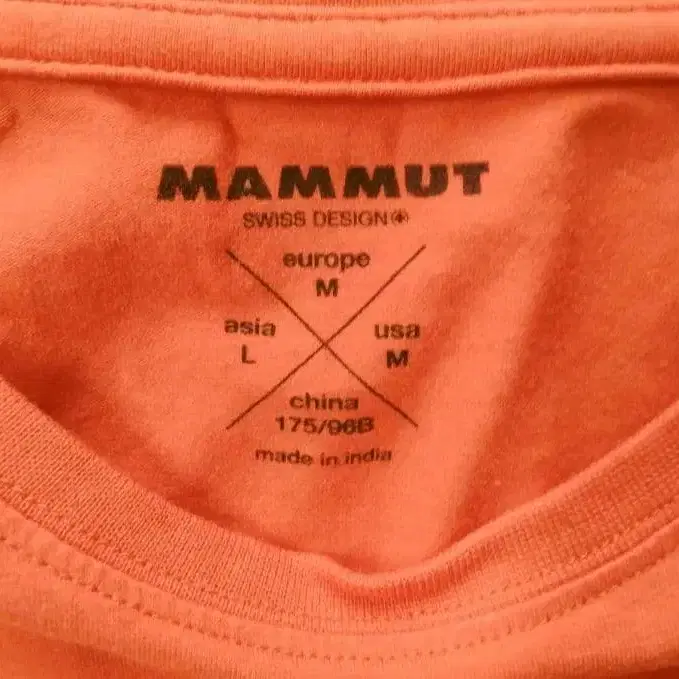 MAMMUT
SWISS DESIGN
europe
M
asia
L
usa
M
china
175/96B
made in india